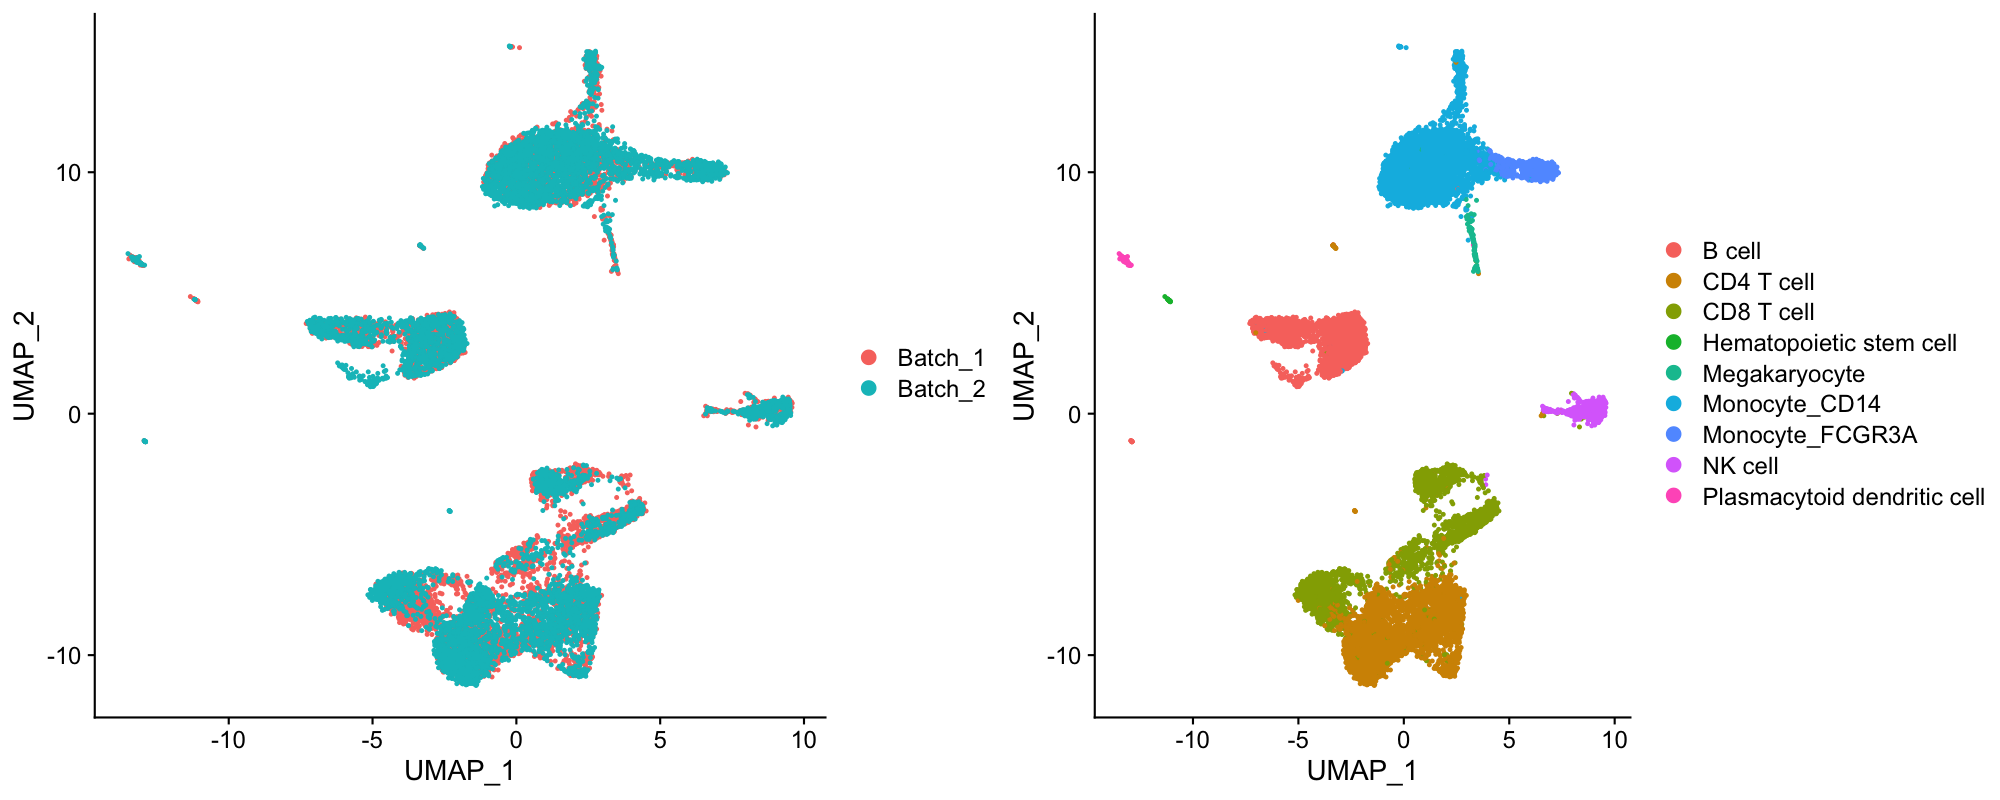 10
0
-10
-10
-5
0
5
10
UMAP_1
UMAP_2
Batch_1
Batch_2
10
0
-10
-10
-5
0
5
10
UMAP_1
UMAP_2
B cell
CD4 T cell
CD8 T cell
Hematopoietic stem cell
Megakaryocyte
Monocyte_CD14
Monocyte_FCGR3A
NK cell
Plasmacytoid dendritic cell